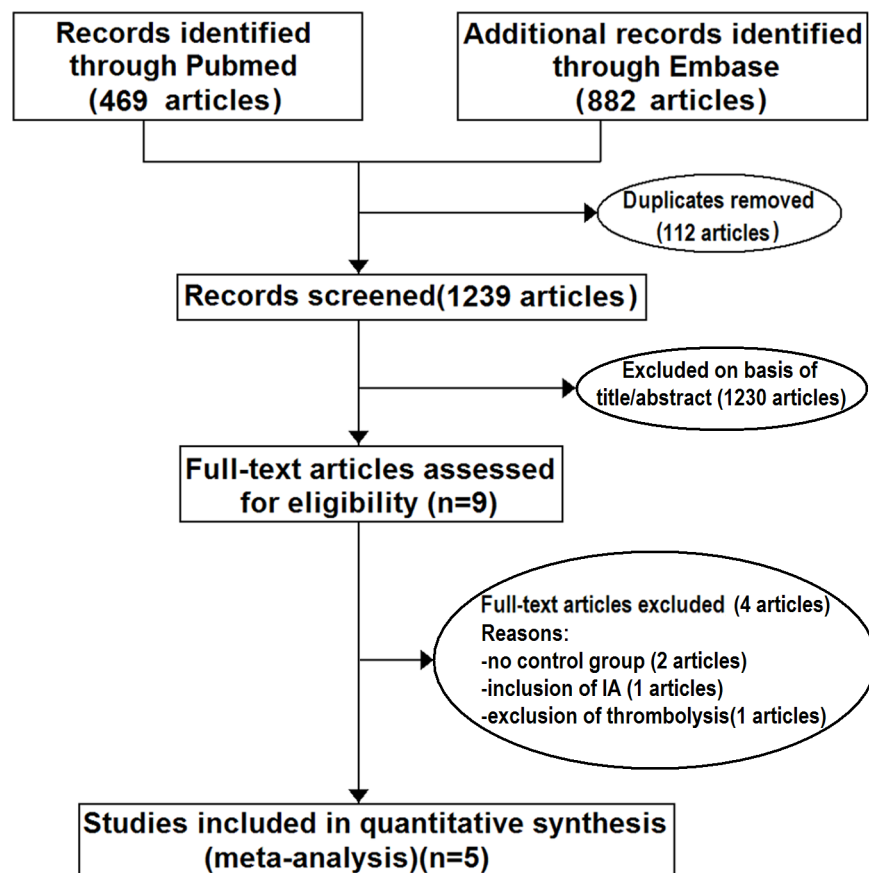 Records identified
through Pubmed
(469 articles)
Additional records identified
through Embase
(882 articles)
Duplicates removed
(112 articles)
Records screened(1239 articles)
Excluded on basis of
title/abstract (1230 articles)
Full-text articles assessed
for eligibility (n=9)
Full-text articles excluded (4 articles)
Reasons:
-no control group (2 articles)
-inclusion of IA (1 articles)
-exclusion of thrombolysis(1 articles)
Studies included in quantitative synthesis
(meta-analysis)(n=5)